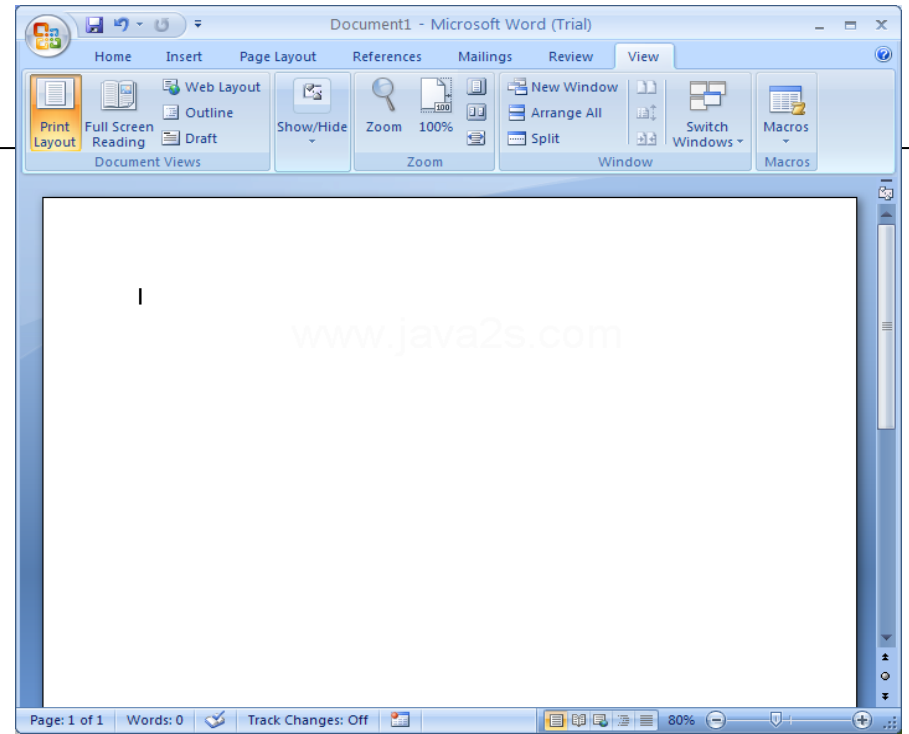 Document1 - Microsoft Word (Trial)
Home Insert Page Layout References Mailings Review View
Print Layout
Full Screen Reading
Web Layout
Outline
Draft
Document Views
Show/Hide
Zoom
100
100%
Zoom
New Window
Arrange All
Split
Switch Windows
Window
Macros
Macros
www.java2s.com
Page: 1 of 1 Words: 0 Track Changes: Off 80%